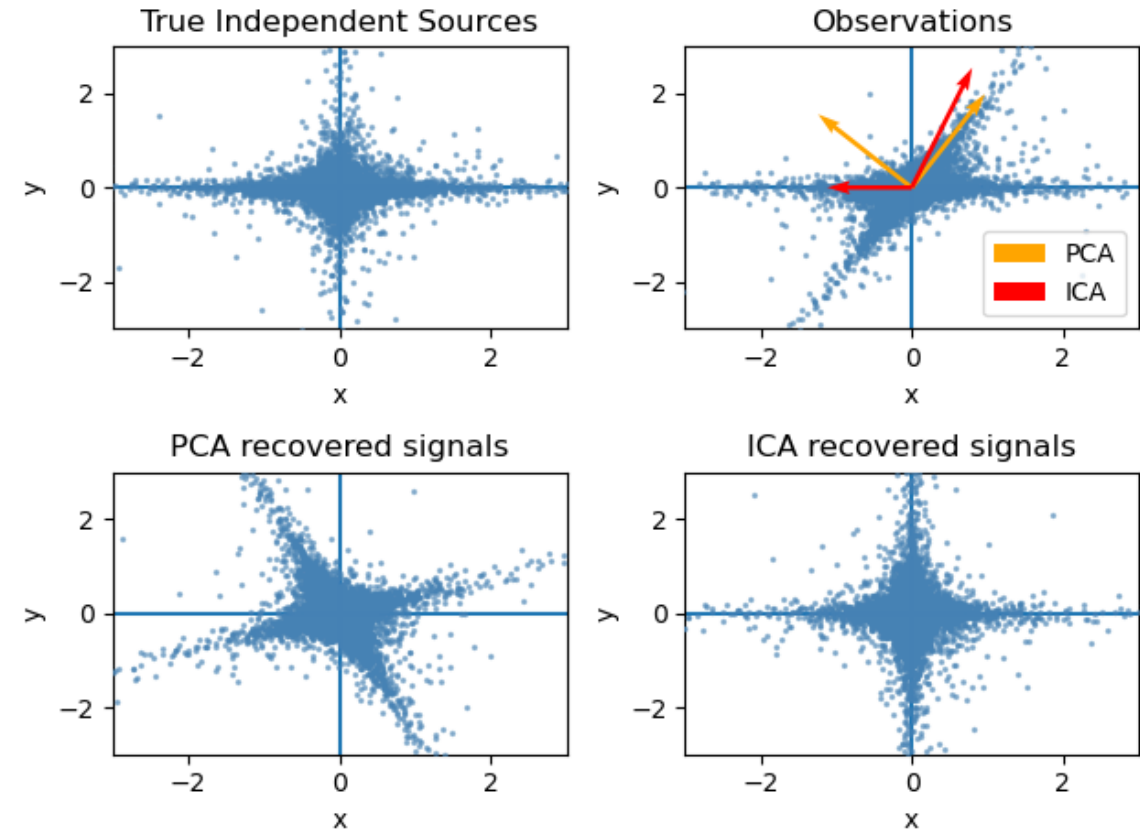 True Independent Sources
2
0
−2
y
−2 0 2
x
Observations
2
0
−2
y
PCA
ICA
−2 0 2
x
PCA recovered signals
2
0
−2
y
−2 0 2
x
ICA recovered signals
2
0
−2
y
−2 0 2
x